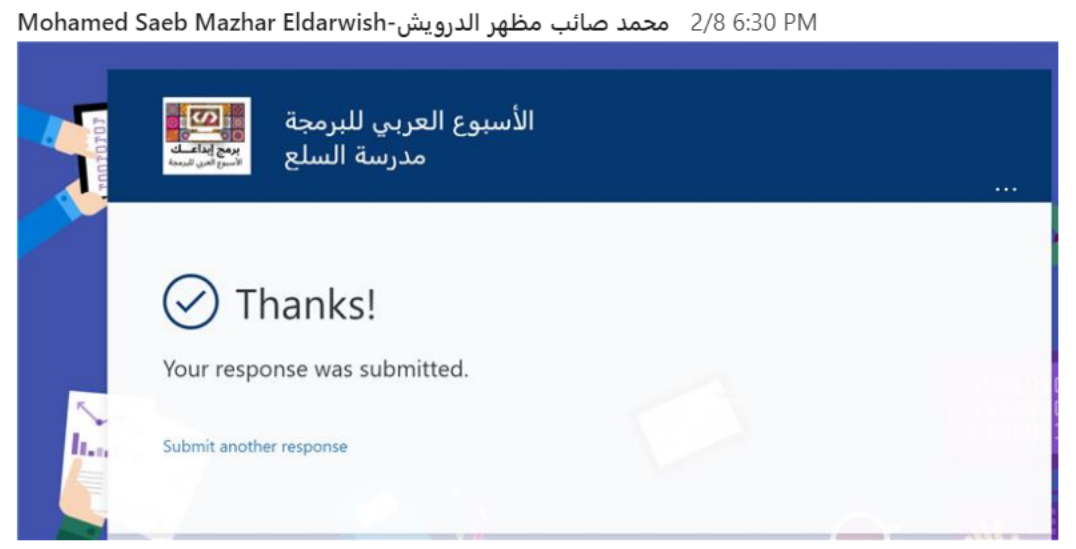 Mohamed Saeb Mazhar Eldarwish-محمد صائب مظهر الدرويش 2/8 6:30 PM
الأسبوع العربي للبرمجة
مدرسة السلع
برمج إبداعـــك
الأسبوع العربي للبرمجة
...
Thanks!
Your response was submitted.
Submit another response